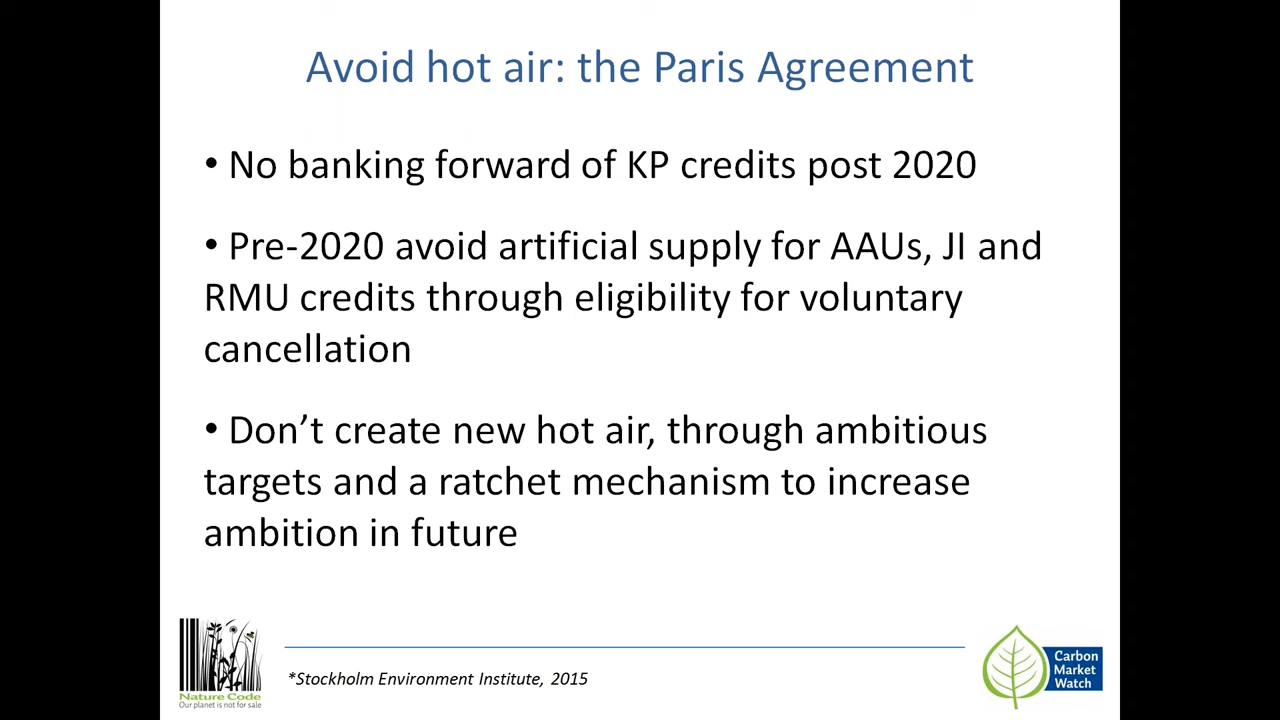 Avoid hot air: the Paris Agreement
• No banking forward of KP credits post 2020
• Pre-2020 avoid artificial supply for AAUs, JI and
RMU credits through eligibility for voluntary
cancellation
• Don’t create new hot air, through ambitious
targets and a ratchet mechanism to increase
ambition in future
Nature Code
Our planet is not for sale
*Stockholm Environment Institute, 2015
Carbon
Market
Watch